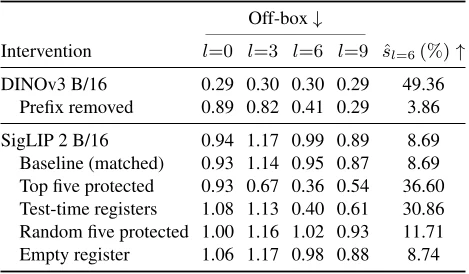 Off-box ↓
Intervention l=0 l=3 l=6 l=9 ŝ_{l=6} (%) ↑
DINOv3 B/16 0.29 0.30 0.30 0.29 49.36
Prefix removed 0.89 0.82 0.41 0.29 3.86
SigLIP 2 B/16 0.94 1.17 0.99 0.89 8.69
Baseline (matched) 0.93 1.14 0.95 0.87 8.69
Top five protected 0.93 0.67 0.36 0.54 36.60
Test-time registers 1.08 1.13 0.40 0.61 30.86
Random five protected 1.00 1.16 1.02 0.93 11.71
Empty register 1.06 1.17 0.98 0.88 8.74